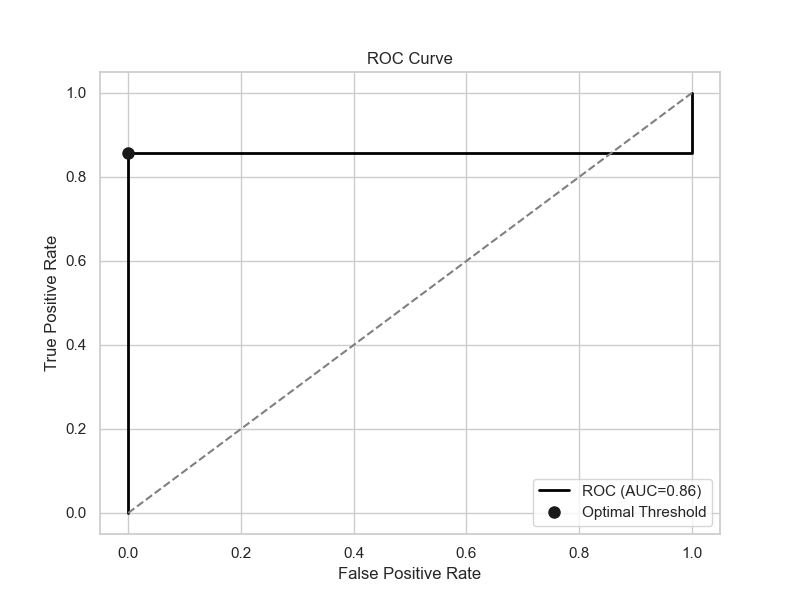 ROC Curve
1.0
0.8
0.6
0.4
0.2
0.0
True Positive Rate
0.0 0.2 0.4 0.6 0.8 1.0
False Positive Rate
ROC (AUC=0.86)
Optimal Threshold